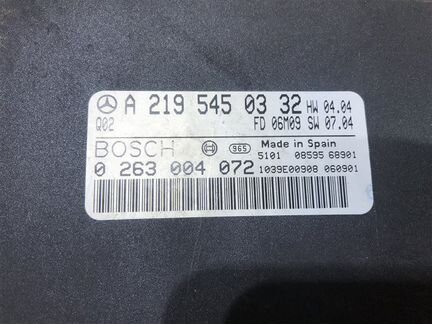 A 219 545 03 32 HW 04.04
Q02 FD 06M09 SW 07.04
BOSCH 965 Made in Spain
5101 08595 68901
0 263 004 072 1039E00908 060901